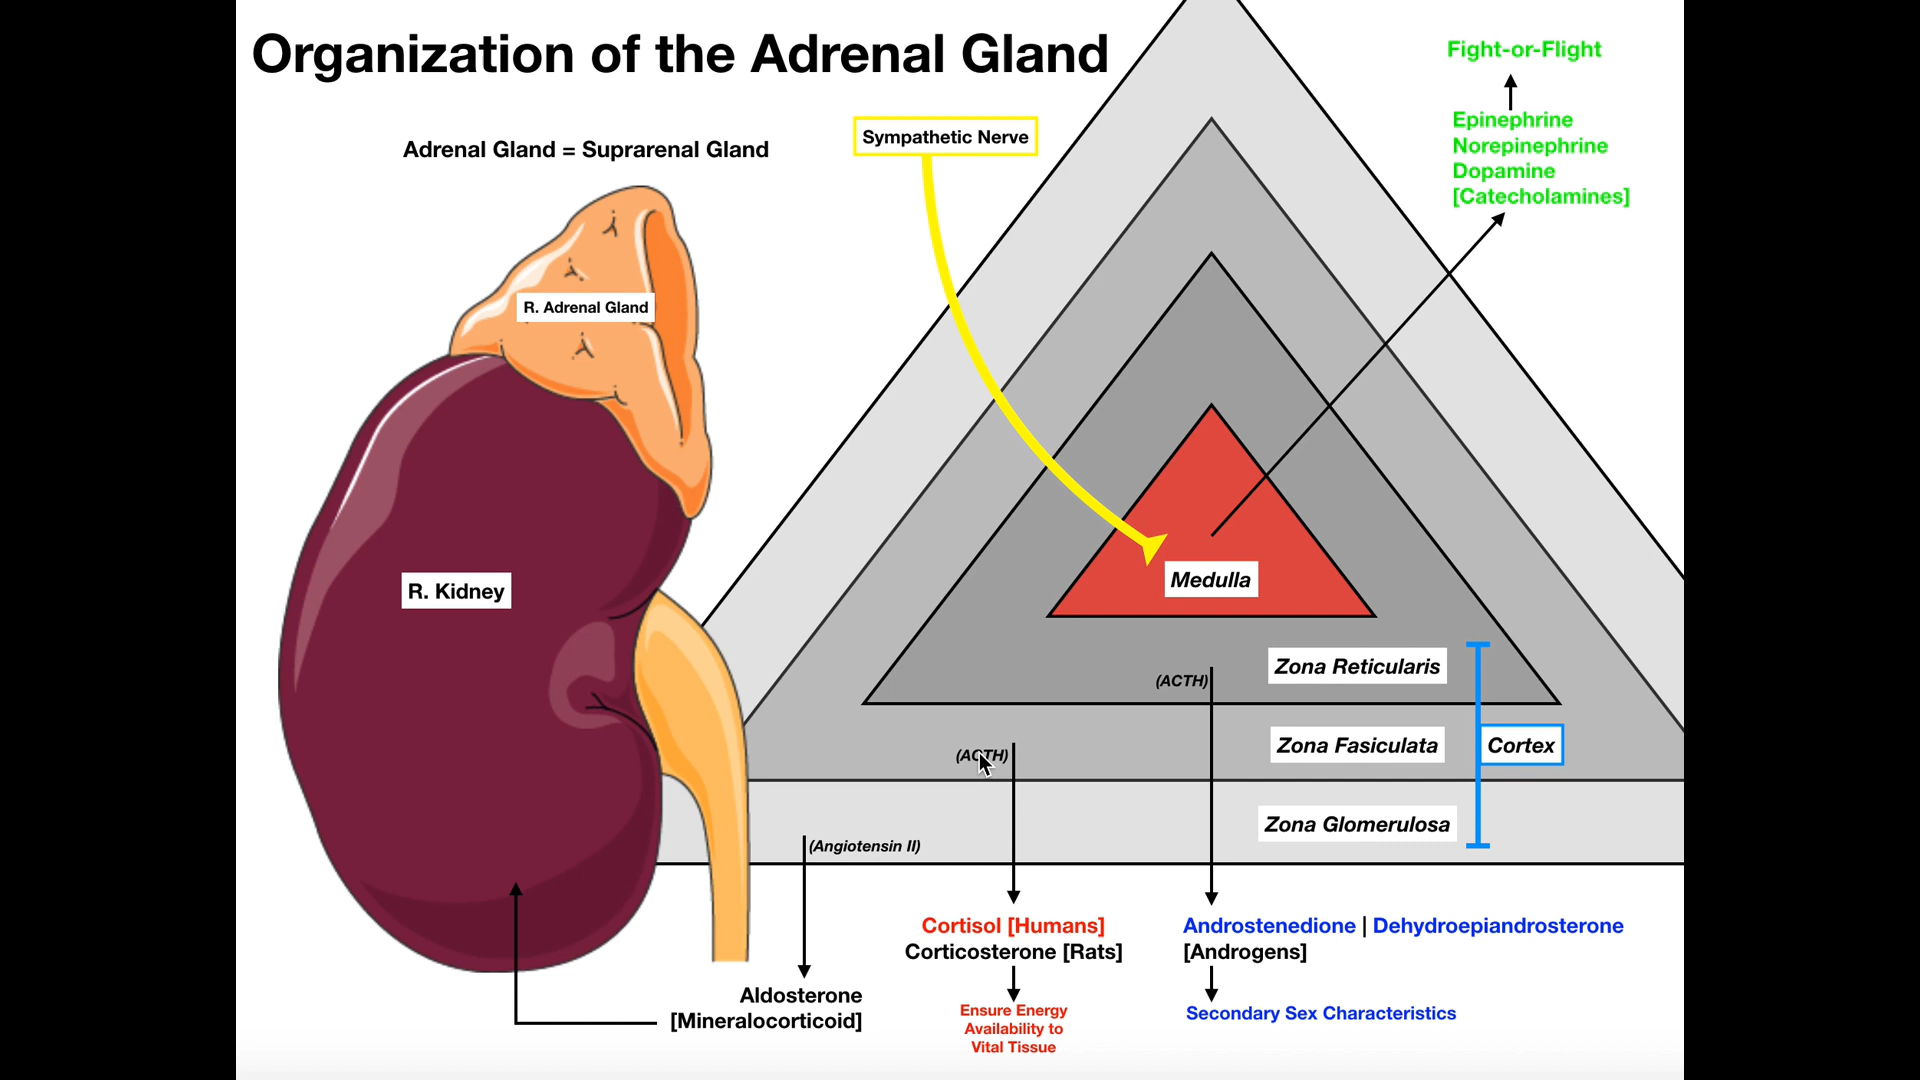 Organization of the Adrenal Gland
Adrenal Gland = Suprarenal Gland
Sympathetic Nerve
Fight-or-Flight
Epinephrine
Norepinephrine
Dopamine
[Catecholamines]
R. Adrenal Gland
R. Kidney
Medulla
Zona Reticularis
(ACTH)
Zona Fasiculata
Cortex
(ACTH)
Zona Glomerulosa
(Angiotensin II)
Cortisol [Humans]
Corticosterone [Rats]
Androstenedione | Dehydroepiandrosterone
[Androgens]
Aldosterone
[Mineralocorticoid]
Ensure Energy
Availability to
Vital Tissue
Secondary Sex Characteristics